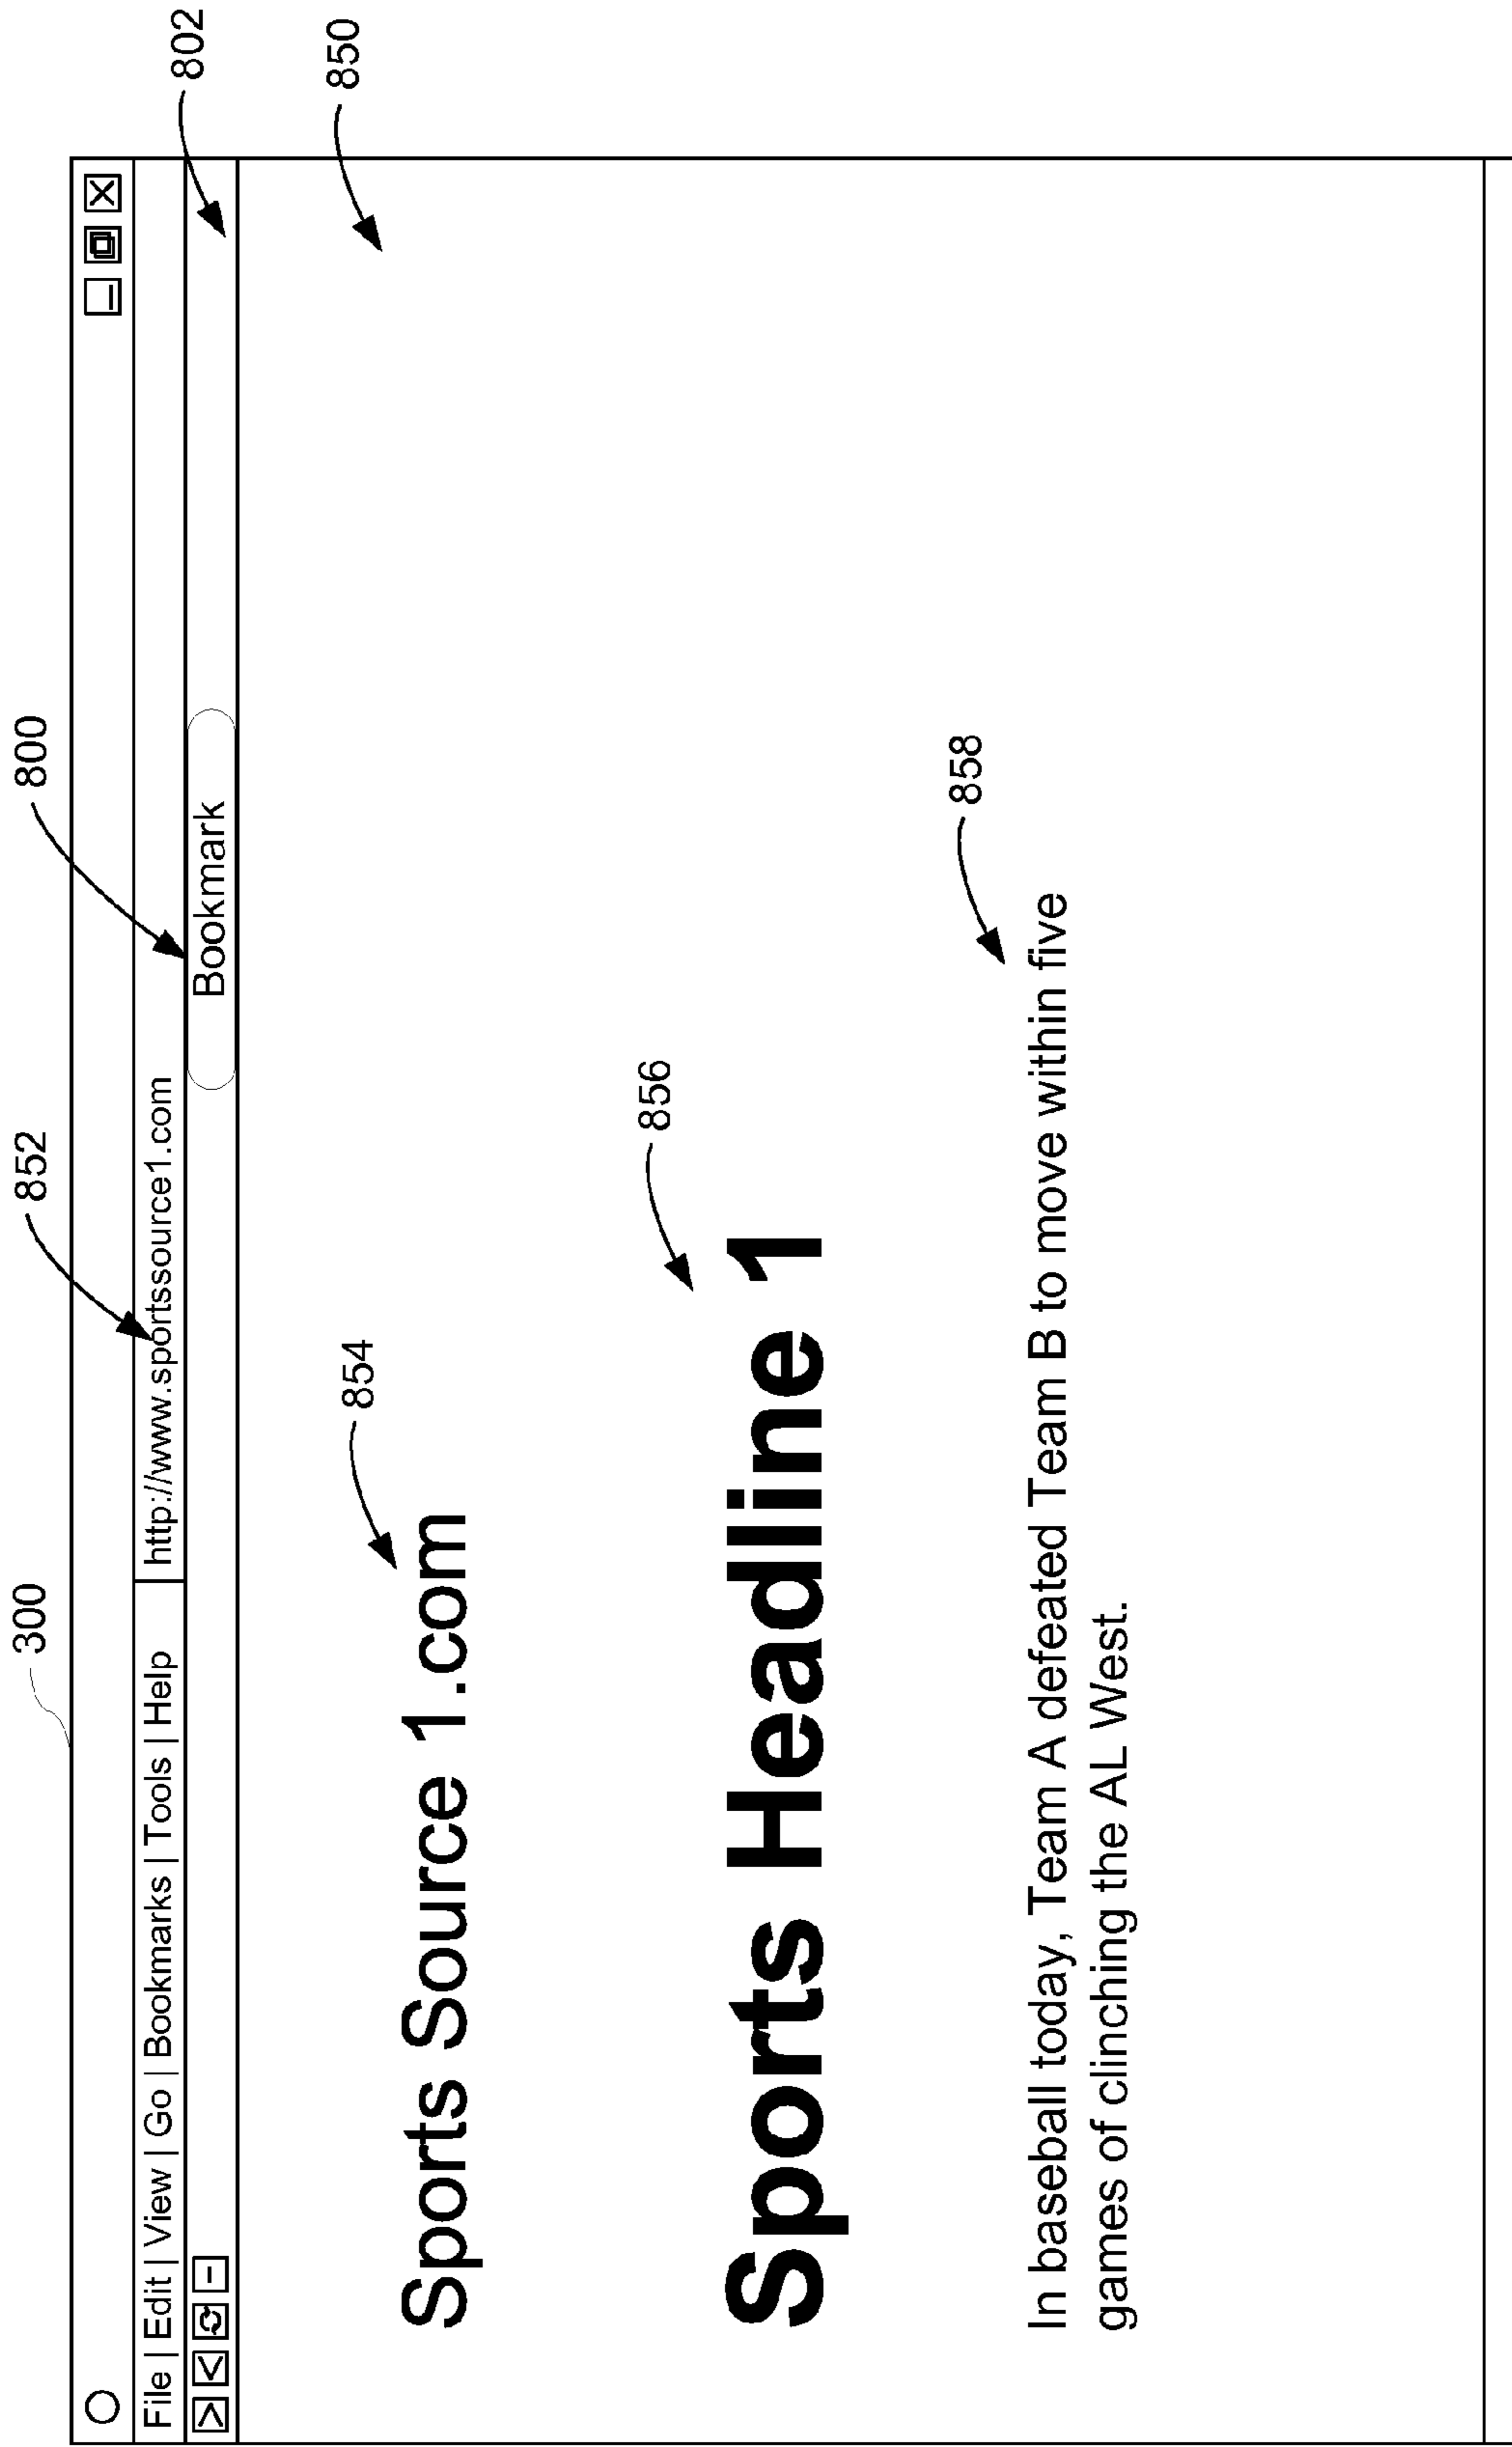 300
852
800
802
File | Edit | View | Go | Bookmarks | Tools | Help
http://www.sportssource1.com
Bookmark
850
854
Sports Source 1.com
856
Sports Headline 1
858
In baseball today, Team A defeated Team B to move within five
games of clinching the AL West.